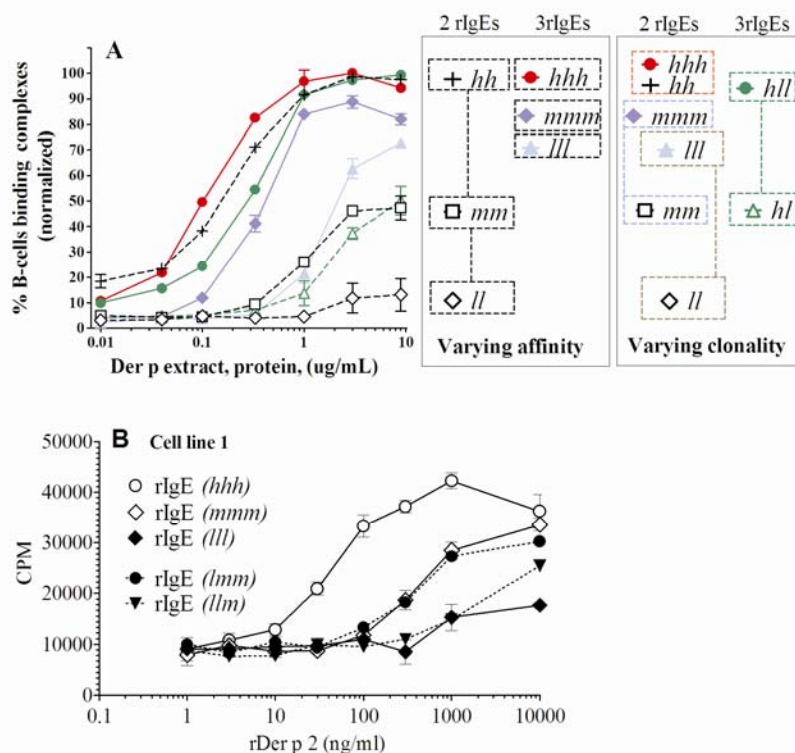 2 rIgEs 3rIgEs 2 rIgEs 3rIgEs
A
% B-cells binding complexes
(normalized)
100
90
80
70
60
50
40
30
20
10
0
0.01 0.1 1 10
Der p extract, protein, (ug/mL)
hh
hhh
mmm
lll
mm
ll
Varying affinity
hhh
hh
hll
mmm
lll
mm
hl
ll
Varying clonality
B Cell line 1
CPM
50000
40000
30000
20000
10000
0
rIgE (hhh)
rIgE (mmm)
rIgE (lll)
rIgE (lmm)
rIgE (llm)
0.1 1 10 100 1000 10000
rDer p 2 (ng/ml)